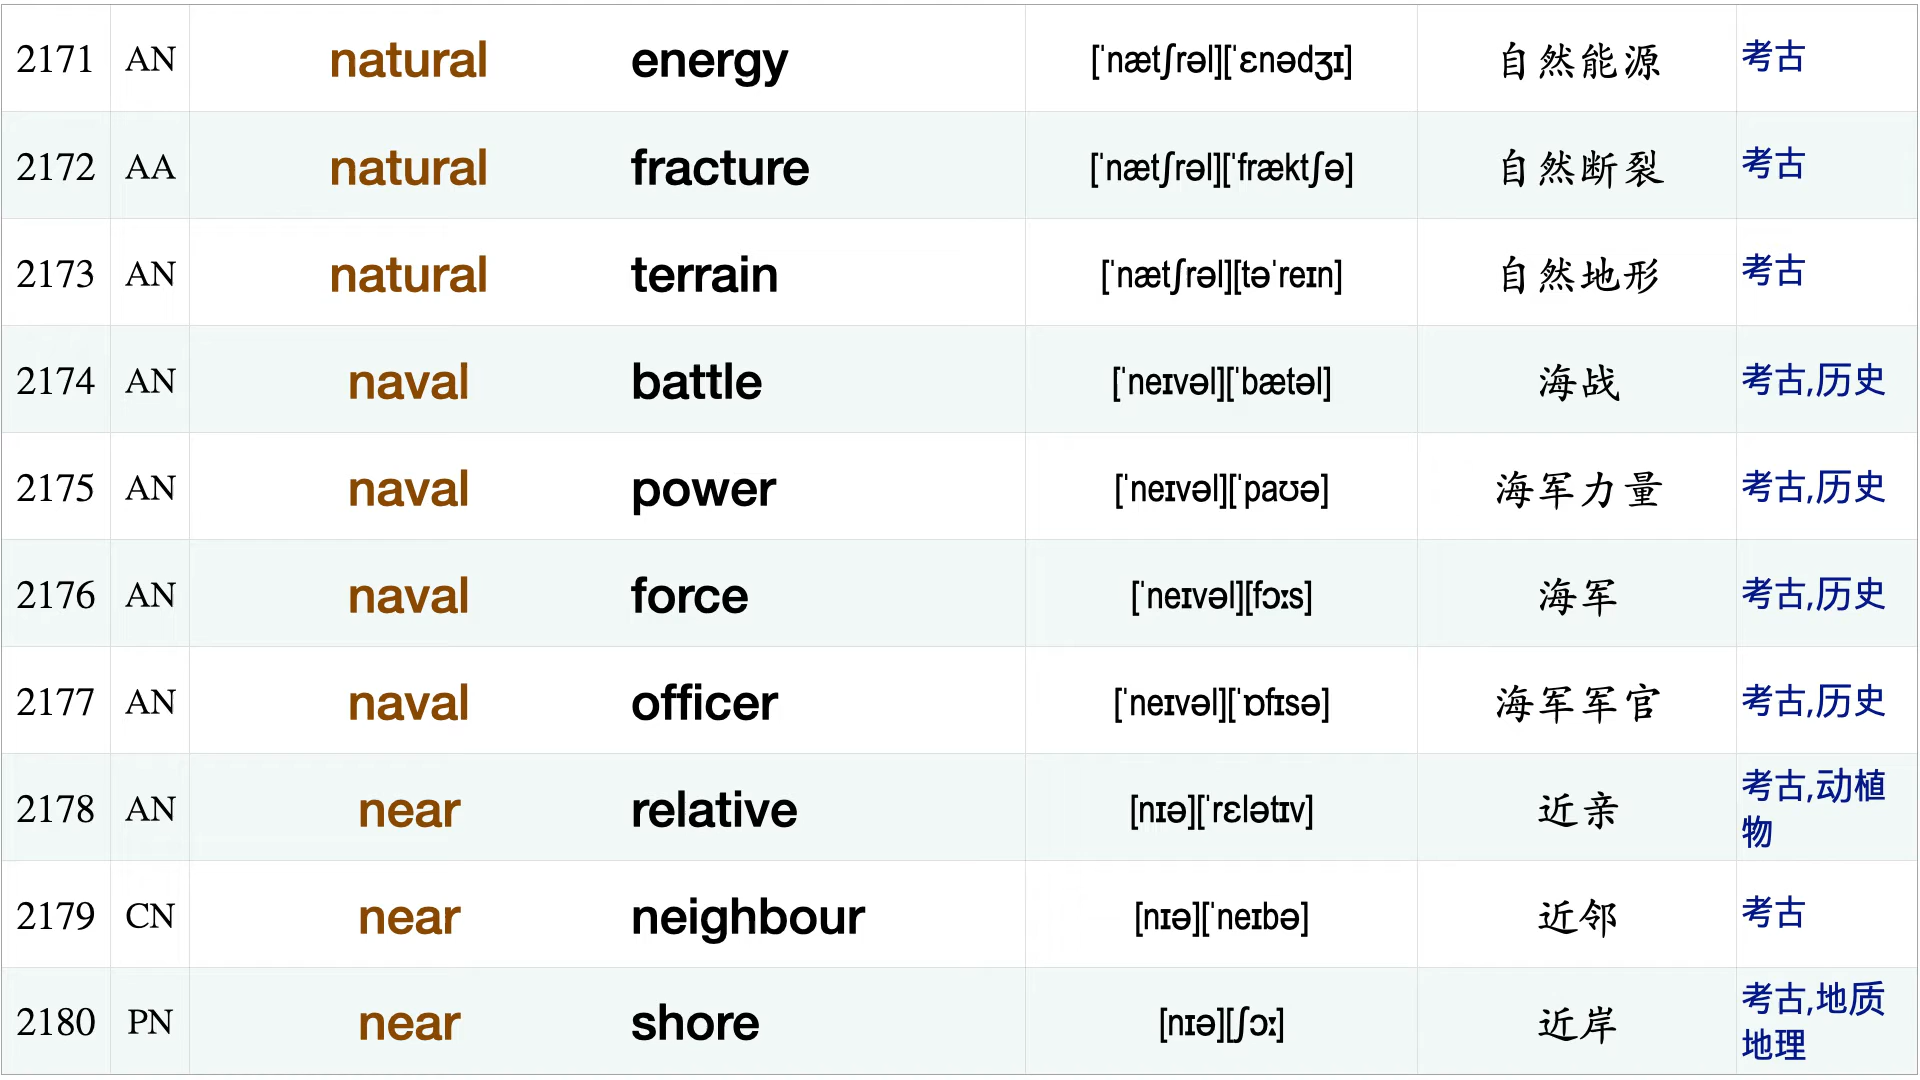 2171 AN natural energy [ˈnætʃrəl][ˈɛnədʒɪ] 自然能源 考古
2172 AA natural fracture [ˈnætʃrəl][ˈfræktʃə] 自然断裂 考古
2173 AN natural terrain [ˈnætʃrəl][təˈreɪn] 自然地形 考古
2174 AN naval battle [ˈneɪvəl][ˈbætəl] 海战 考古,历史
2175 AN naval power [ˈneɪvəl][ˈpaʊə] 海军力量 考古,历史
2176 AN naval force [ˈneɪvəl][fɔːs] 海军 考古,历史
2177 AN naval officer [ˈneɪvəl][ˈɒfɪsə] 海军军官 考古,历史
2178 AN near relative [nɪə][ˈrɛlətɪv] 近亲 考古,动植
物
2179 CN near neighbour [nɪə][ˈneɪbə] 近邻 考古
2180 PN near shore [nɪə][ʃɔː] 近岸 考古,地质
地理